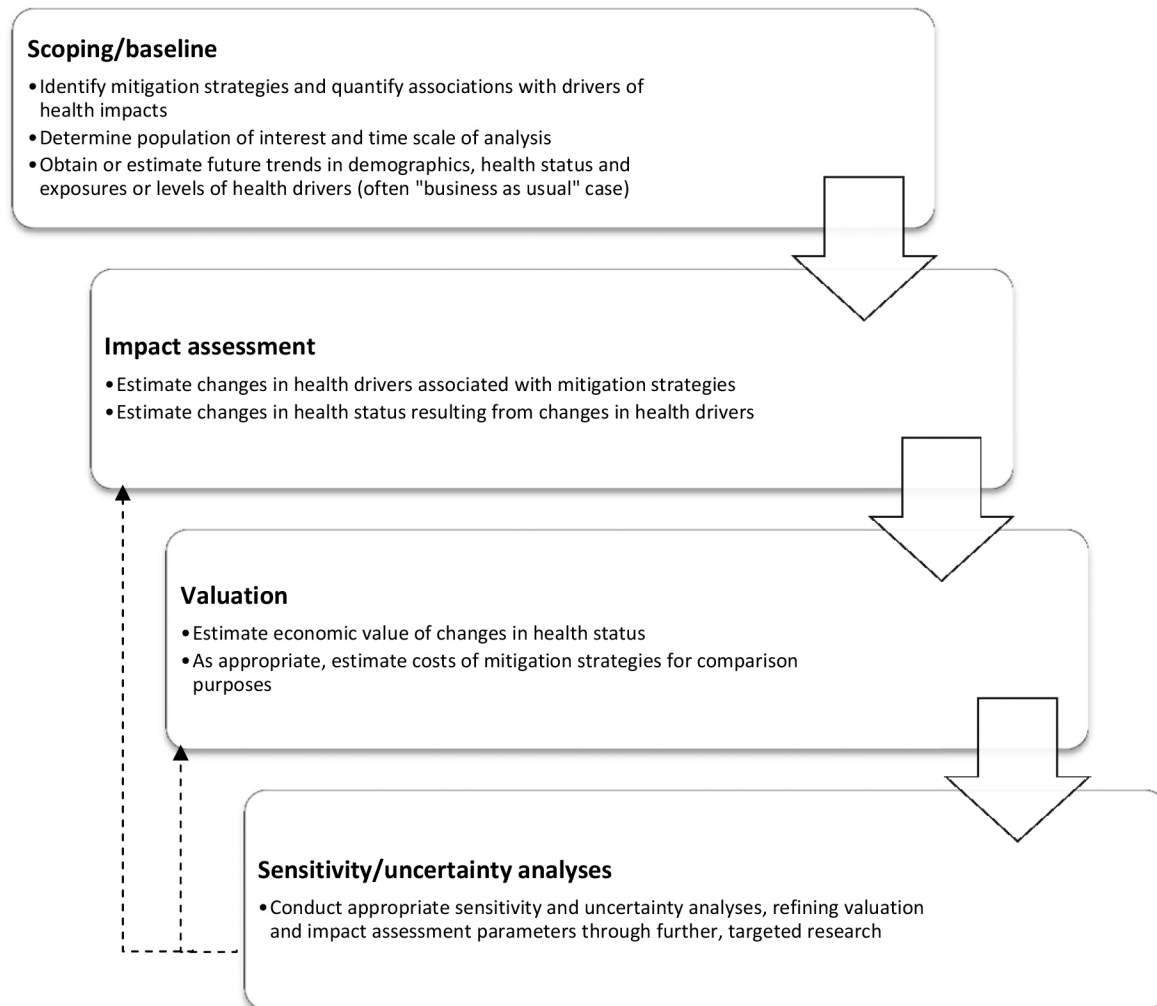 Scoping/baseline
•Identify mitigation strategies and quantify associations with drivers of
health impacts
•Determine population of interest and time scale of analysis
•Obtain or estimate future trends in demographics, health status and
exposures or levels of health drivers (often "business as usual" case)
Impact assessment
•Estimate changes in health drivers associated with mitigation strategies
•Estimate changes in health status resulting from changes in health drivers
Valuation
•Estimate economic value of changes in health status
•As appropriate, estimate costs of mitigation strategies for comparison
purposes
Sensitivity/uncertainty analyses
•Conduct appropriate sensitivity and uncertainty analyses, refining valuation
and impact assessment parameters through further, targeted research